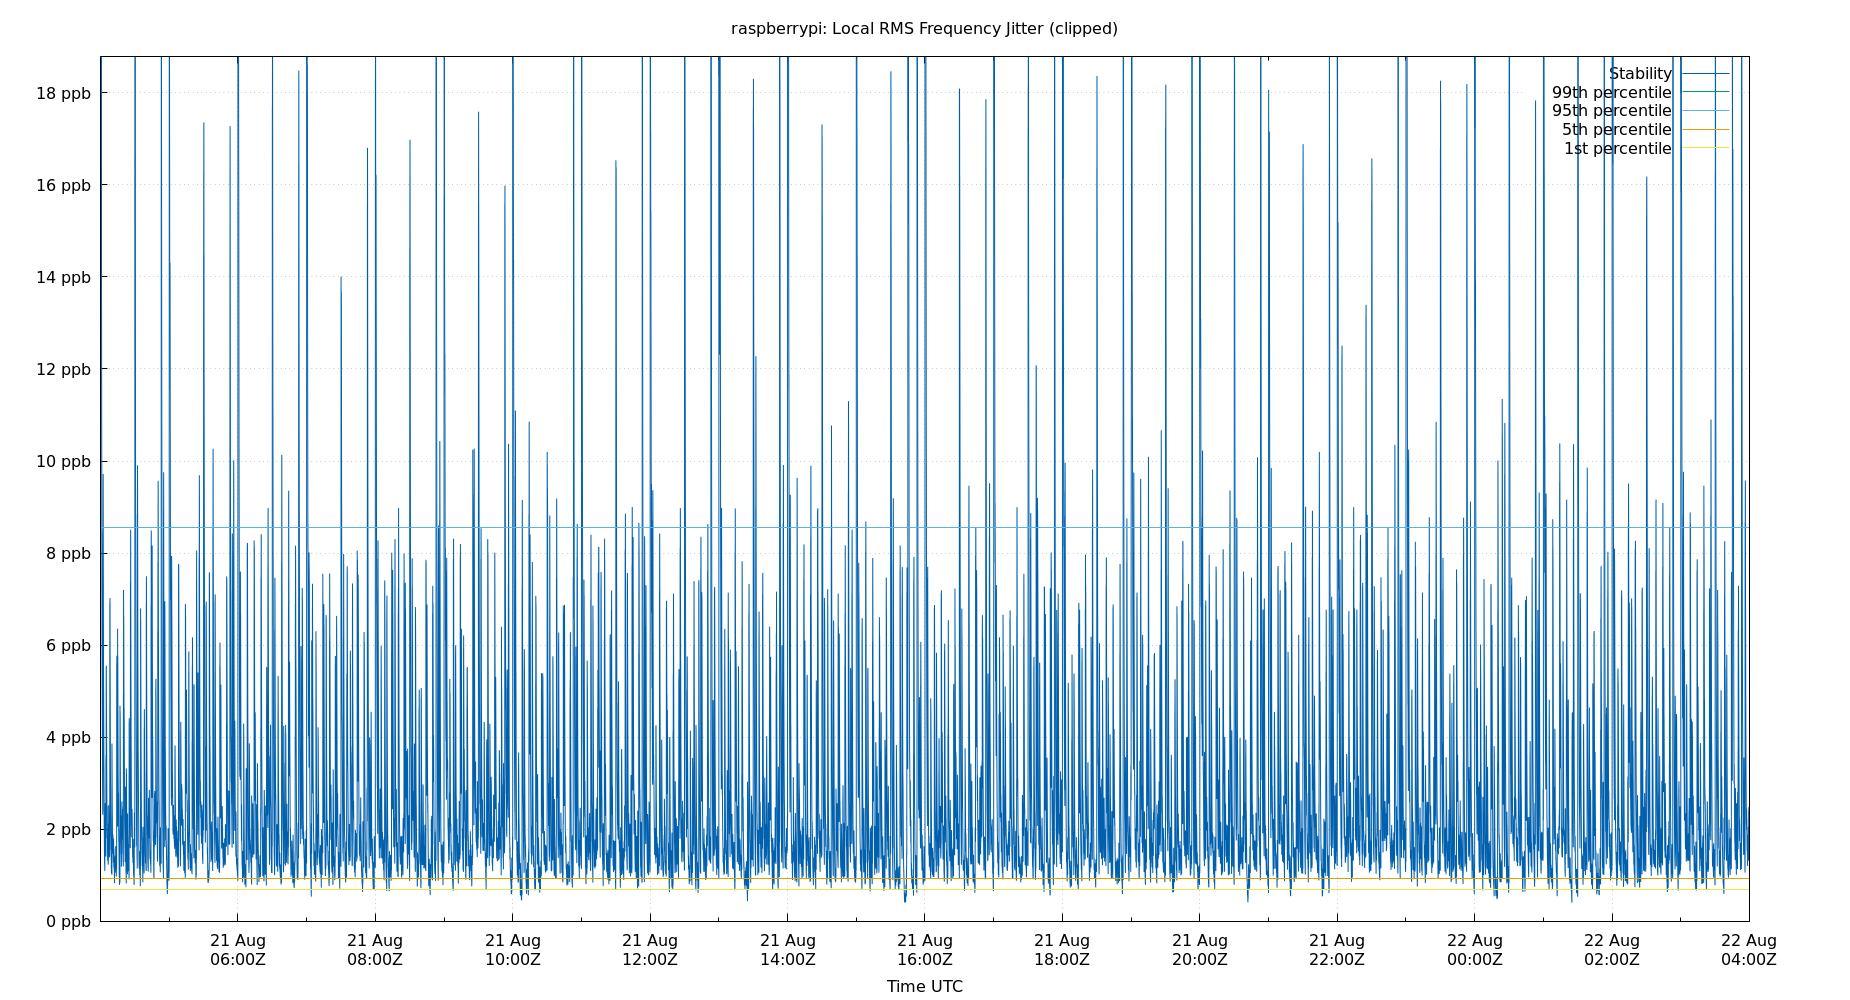 raspberrypi: Local RMS Frequency Jitter (clipped)
Stability
99th percentile
95th percentile
5th percentile
1st percentile
18 ppb
16 ppb
14 ppb
12 ppb
10 ppb
8 ppb
6 ppb
4 ppb
2 ppb
0 ppb
21 Aug 21 Aug 21 Aug 21 Aug 21 Aug 21 Aug 21 Aug 21 Aug 21 Aug 22 Aug 22 Aug 22 Aug
06:00Z 08:00Z 10:00Z 12:00Z 14:00Z 16:00Z 18:00Z 20:00Z 22:00Z 00:00Z 02:00Z 04:00Z
Time UTC